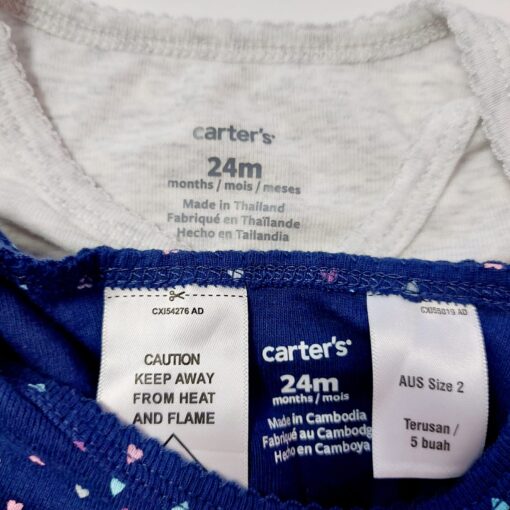 carter's
24m
months / mois / meses
Made in Thailand
Fabriqué en Thaïlande
Hecho en Tailandia
CXI54276 AD
CAUTION
KEEP AWAY
FROM HEAT
AND FLAME
carter's
24m
months / mois /
Made in Cambodia
Fabriqué au Cambodg
Hecho en Camboya
AUS Size 2
Terusan /
5 buah